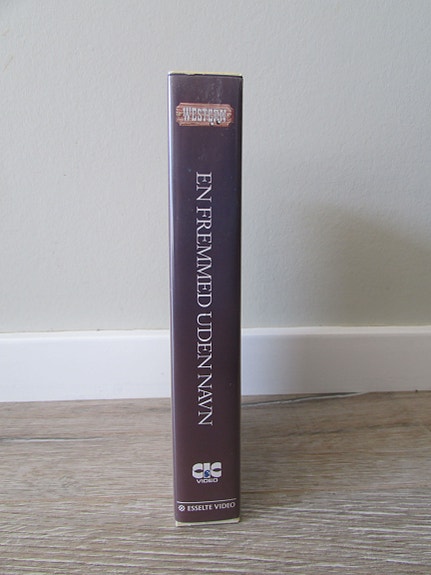 WESTERN
EN FREMMED UDEN NAVN
CIC
VIDEO
ESSELTE VIDEO